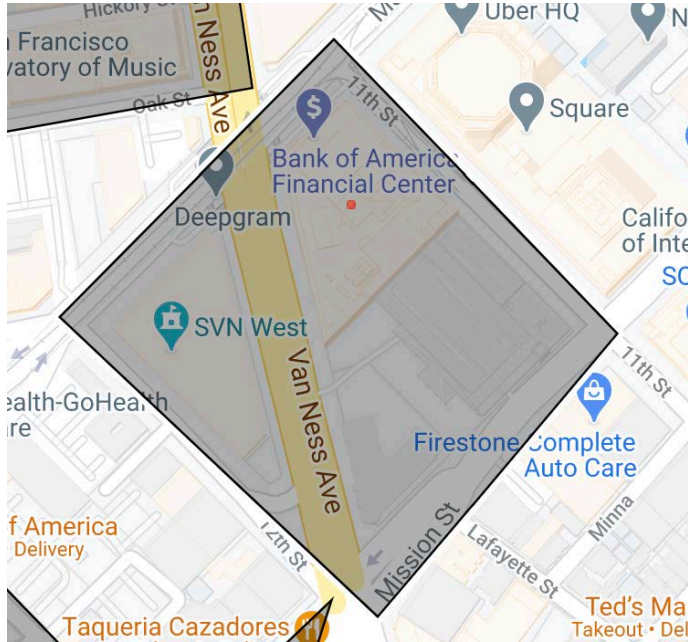 Hickory St
n Ness Ave
Uber HQ
N
n Francisco
vatory of Music
Oak St
11th St
Square
Bank of America
Financial Center
Deepgram
Califo
of Inte
SC
SVN West
Van Ness Ave
11th St
ealth-GoHealth
re
Firestone Complete
Auto Care
f America
Delivery
12th St
Mission St
Minna
Lafayette St
Taqueria Cazadores
Ted's Ma
Takeout • Del